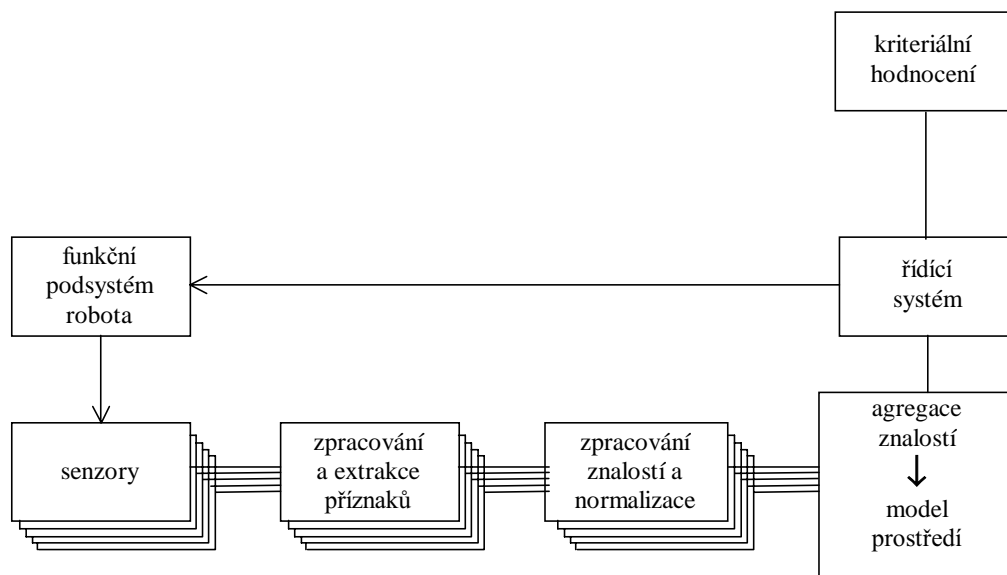 kriteriální
hodnocení
funkční
podsystém
robota
řídící
systém
senzory
zpracování
a extrakce
příznaků
zpracování
znalostí a
normalizace
agregace
znalostí
model
prostředí